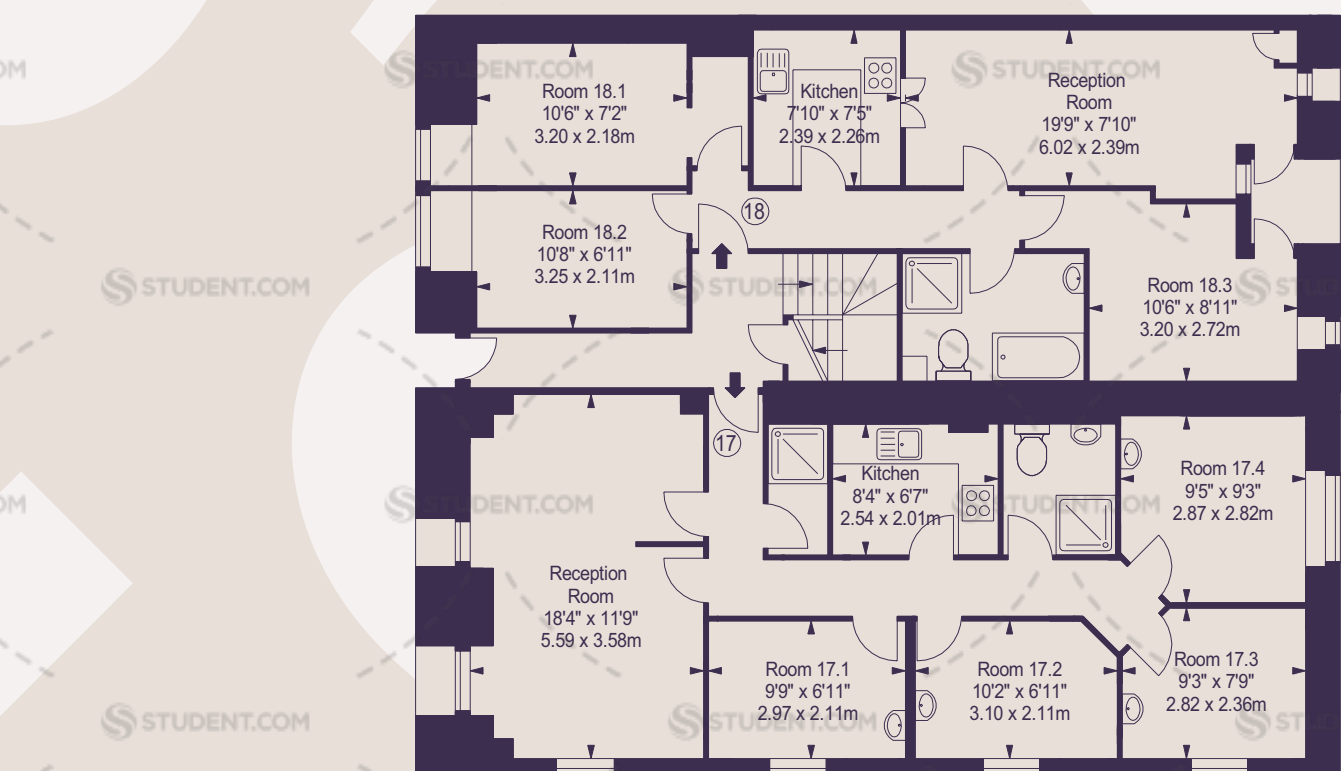 STUDENT.COM
STUDENT.COM
Room 18.1
10'6" x 7'2"
3.20 x 2.18m
Kitchen
7'10" x 7'5"
2.39 x 2.26m
Reception
Room
19'9" x 7'10"
6.02 x 2.39m
18
Room 18.2
10'8" x 6'11"
3.25 x 2.11m
STUDENT.COM
STUDENT.COM
Room 18.3
10'6" x 8'11"
3.20 x 2.72m
17
Kitchen
8'4" x 6'7"
2.54 x 2.01m
Room 17.4
9'5" x 9'3"
2.87 x 2.82m
STUDENT.COM
STUDENT.COM
Reception
Room
18'4" x 11'9"
5.59 x 3.58m
Room 17.1
9'9" x 6'11"
2.97 x 2.11m
Room 17.2
10'2" x 6'11"
3.10 x 2.11m
Room 17.3
9'3" x 7'9"
2.82 x 2.36m
STUDENT.COM
STUDENT.COM